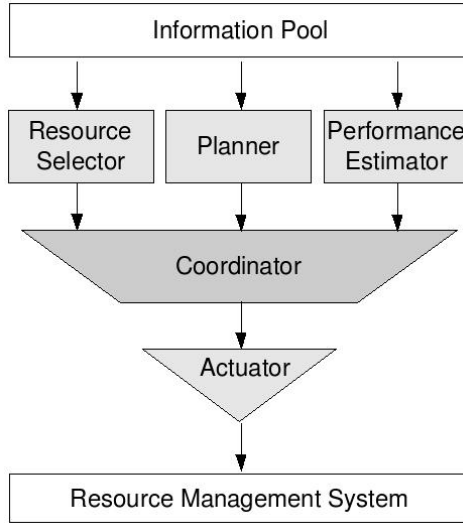 Information Pool
Resource
Selector
Planner
Performance
Estimator
Coordinator
Actuator
Resource Management System